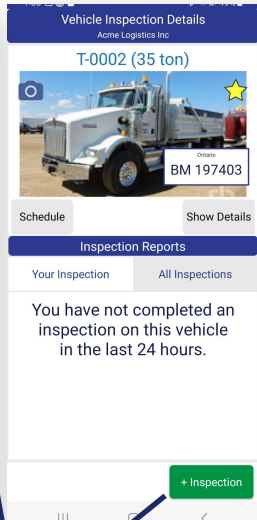 Vehicle Inspection Details
Acme Logistics Inc
T-0002 (35 ton)
Ontario
BM 197403
Schedule
Show Details
Inspection Reports
Your Inspection
All Inspections
You have not completed an
inspection on this vehicle
in the last 24 hours.
+ Inspection